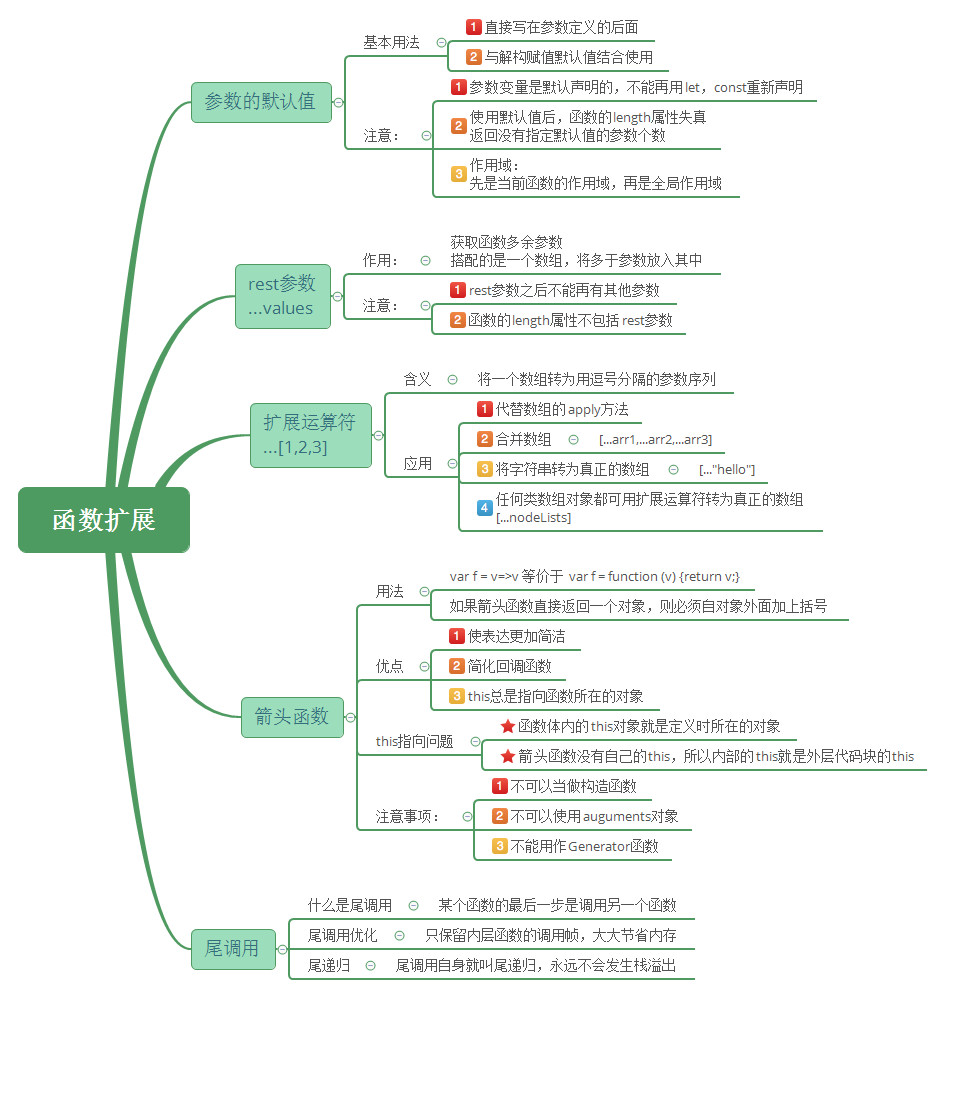 函数扩展
参数的默认值
基本用法
1 直接写在参数定义的后面
2 与解构赋值默认值结合使用
注意：
1 参数变量是默认声明的，不能再用let，const重新声明
2 使用默认值后，函数的length属性失真
返回没有指定默认值的参数个数
3 作用域：
先是当前函数的作用域，再是全局作用域
rest参数
...values
作用：
获取函数多余参数
搭配的是一个数组，将多于参数放入其中
注意：
1 rest参数之后不能再有其他参数
2 函数的length属性不包括 rest参数
扩展运算符
...[1,2,3]
含义
将一个数组转为用逗号分隔的参数序列
应用
1 代替数组的 apply方法
2 合并数组
[...arr1,...arr2,...arr3]
3 将字符串转为真正的数组
[..."hello"]
4 任何类数组对象都可用扩展运算符转为真正的数组
[...nodeLists]
箭头函数
用法
var f = v=>v 等价于 var f = function (v) {return v;}
如果箭头函数直接返回一个对象，则必须自对象外面加上括号
优点
1 使表达更加简洁
2 简化回调函数
3 this总是指向函数所在的对象
this指向问题
函数体内的 this对象就是定义时所在的对象
箭头函数没有自己的this，所以内部的 this就是外层代码块的this
注意事项：
1 不可以当做构造函数
2 不可以使用 auguments对象
3 不能用作 Generator函数
尾调用
什么是尾调用
某个函数的最后一步是调用另一个函数
尾调用优化
只保留内层函数的调用帧，大大节省内存
尾递归
尾调用自身就叫尾递归，永远不会发生栈溢出